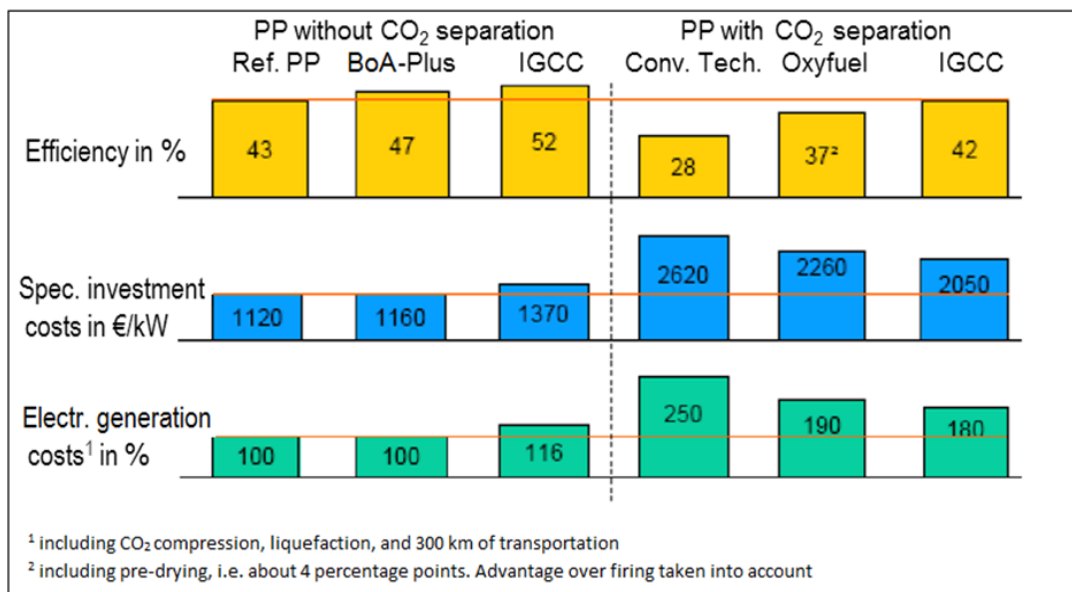 PP without CO₂ separation PP with CO₂ separation
Ref. PP BoA-Plus IGCC Conv. Tech. Oxyfuel IGCC
Efficiency in %
43 47 52 28 37² 42
Spec. investment
costs in €/kW
1120 1160 1370 2620 2260 2050
Electr. generation
costs¹ in %
100 100 116 250 190 180
¹ including CO₂ compression, liquefaction, and 300 km of transportation
² including pre-drying, i.e. about 4 percentage points. Advantage over firing taken into account